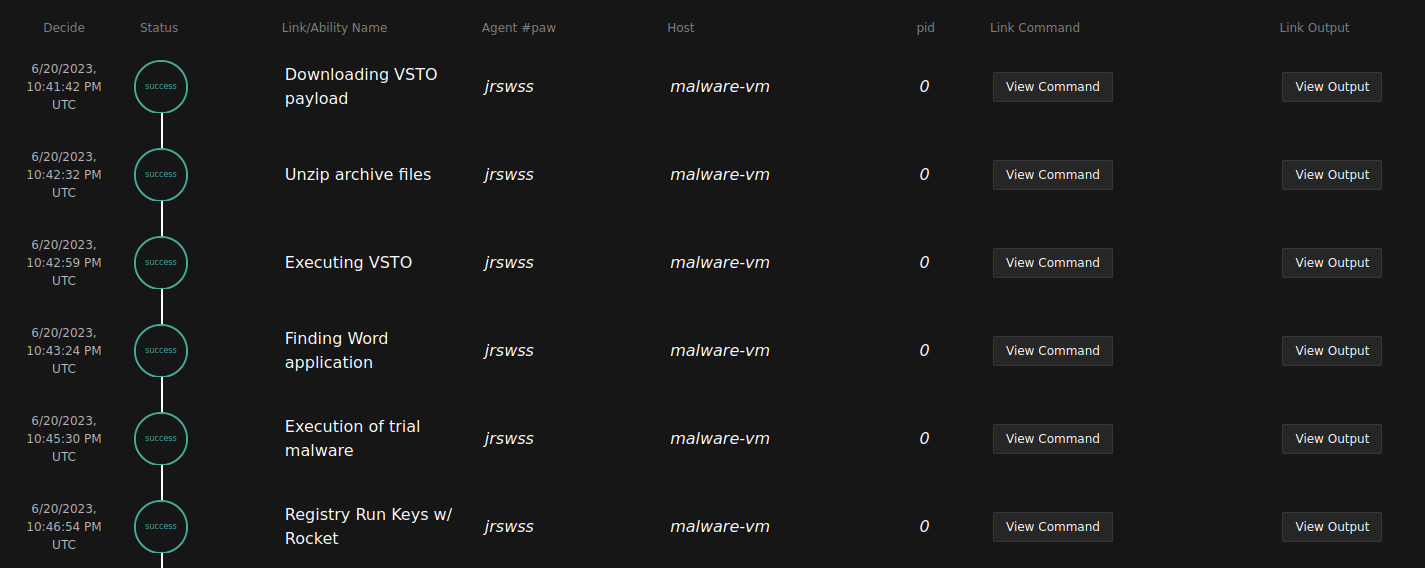 Decide Status Link/Ability Name Agent #paw Host pid Link Command Link Output
6/20/2023,
10:41:42 PM
UTC
success
Downloading VSTO
payload
jrswss
malware-vm
0
View Command
View Output
6/20/2023,
10:42:32 PM
UTC
success
Unzip archive files
jrswss
malware-vm
0
View Command
View Output
6/20/2023,
10:42:59 PM
UTC
success
Executing VSTO
jrswss
malware-vm
0
View Command
View Output
6/20/2023,
10:43:24 PM
UTC
success
Finding Word
application
jrswss
malware-vm
0
View Command
View Output
6/20/2023,
10:45:30 PM
UTC
success
Execution of trial
malware
jrswss
malware-vm
0
View Command
View Output
6/20/2023,
10:46:54 PM
UTC
success
Registry Run Keys w/
Rocket
jrswss
malware-vm
0
View Command
View Output